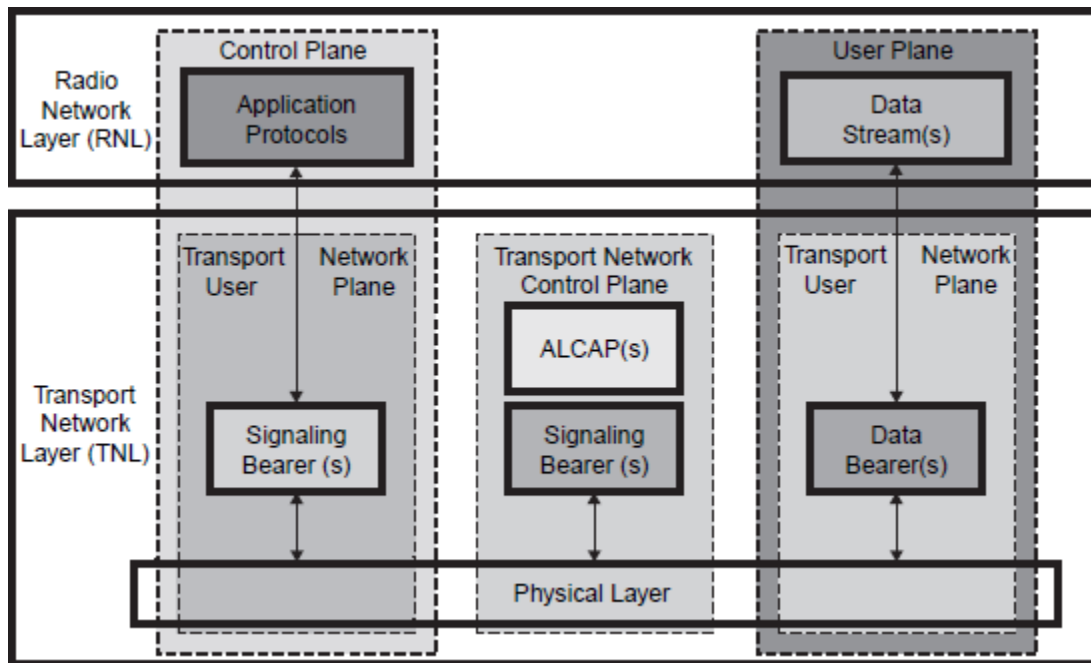 Control Plane
User Plane
Radio
Network
Layer (RNL)
Application
Protocols
Data
Stream(s)
Transport
User
Network
Plane
Transport Network
Control Plane
Transport
User
Network
Plane
ALCAP(s)
Transport
Network
Layer (TNL)
Signaling
Bearer (s)
Signaling
Bearer (s)
Data
Bearer(s)
Physical Layer